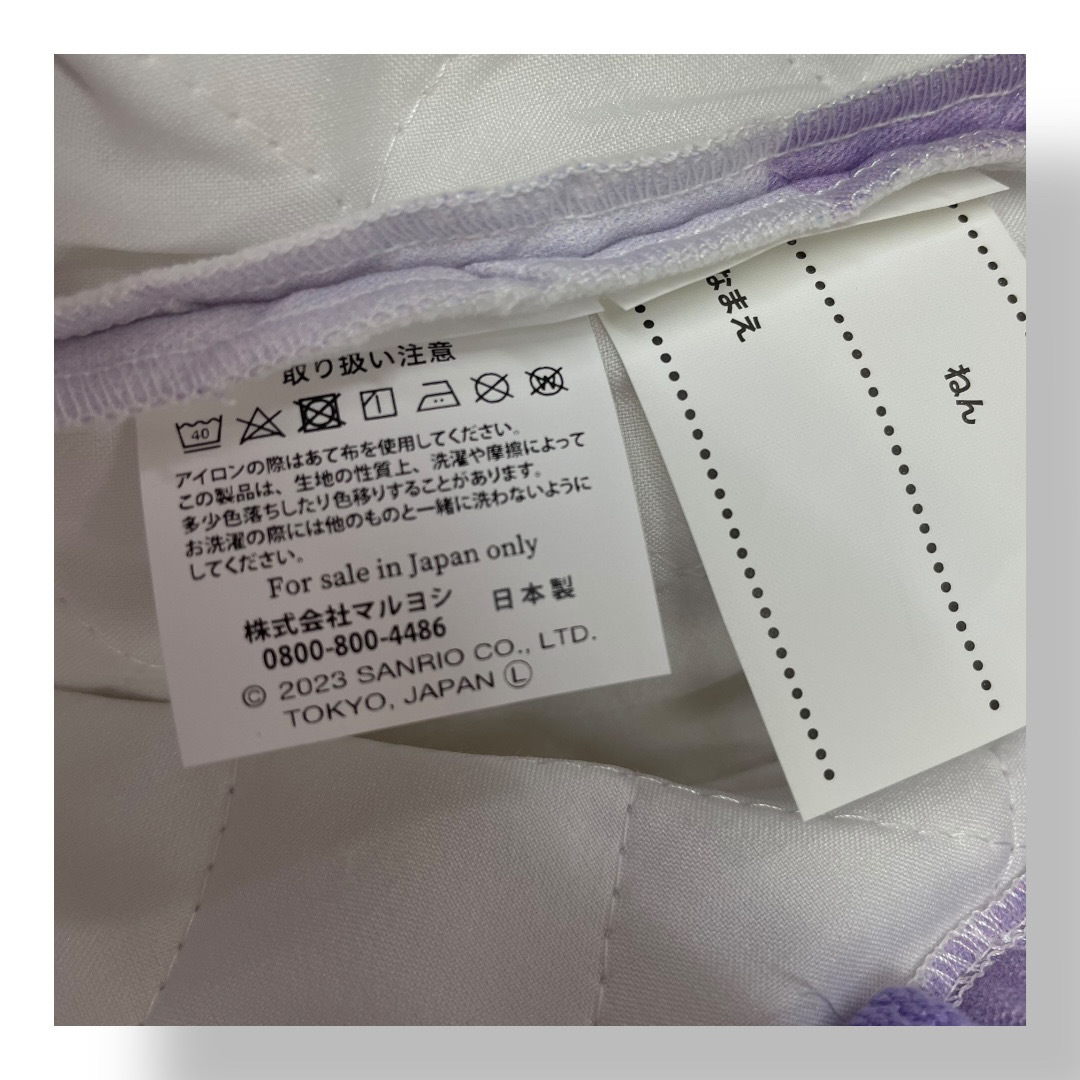 取り扱い注意
40
アイロンの際はあて布を使用してください。
この製品は、生地の性質上、洗濯や摩擦によって
多少色落ちしたり色移りすることがあります。
お洗濯の際には他のものと一緒に洗わないように
してください。
For sale in Japan only
株式会社マルヨシ 日本製
0800-800-4486
© 2023 SANRIO CO., LTD.
TOKYO, JAPAN Ⓛ
なまえ
ねん